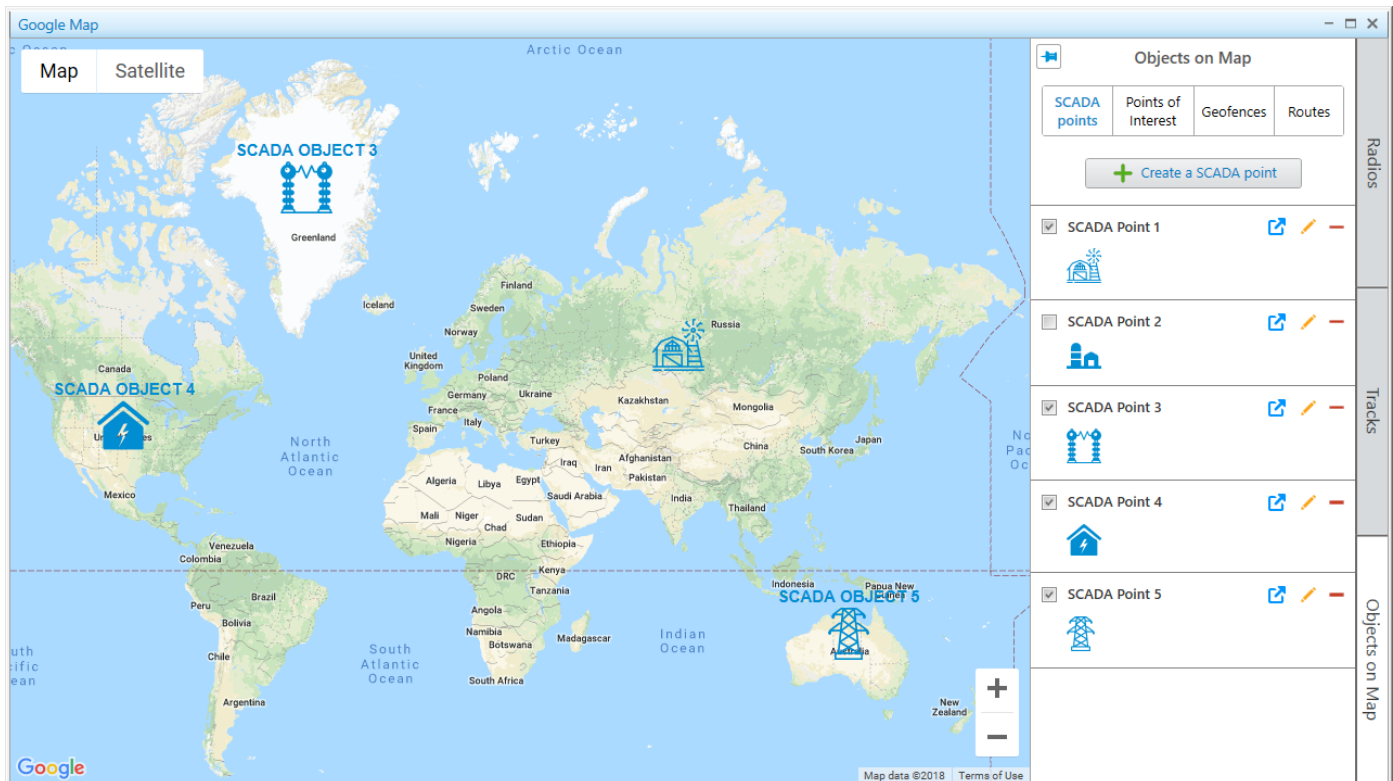 Google Map
Arctic Ocean
Map
Satellite
SCADA OBJECT 3
Greenland
Iceland
Finland
Sweden
Norway
Russia
United
Kingdom
Canada
SCADA OBJECT 4
Poland
Germany
Ukraine
France
Kazakhstan
Mongolia
Italy
Spain
North
Atlantic
Ocean
Turkey
China
Japan
South Korea
Iraq
Iran
Afghanistan
Pakistan
Algeria
Libya
Egypt
Saudi Arabia
India
Mexico
Thailand
Mali
Niger
Chad
Sudan
Nigeria
Ethiopia
Venezuela
Colombia
DRC
Kenya
Tanzania
Indonesia
Papua New
SCADA OBJECT 5
Brazil
Peru
Angola
Bolivia
Namibia
Botswana
Madagascar
Indian
Ocean
Chile
South
Atlantic
Ocean
South Africa
Australia
Argentina
New
Zealand
Google
Map data ©2018
Terms of Use
Objects on Map
SCADA
points
Points of
Interest
Geofences
Routes
Create a SCADA point
SCADA Point 1
SCADA Point 2
SCADA Point 3
SCADA Point 4
SCADA Point 5
Radios
Tracks
Objects on Map